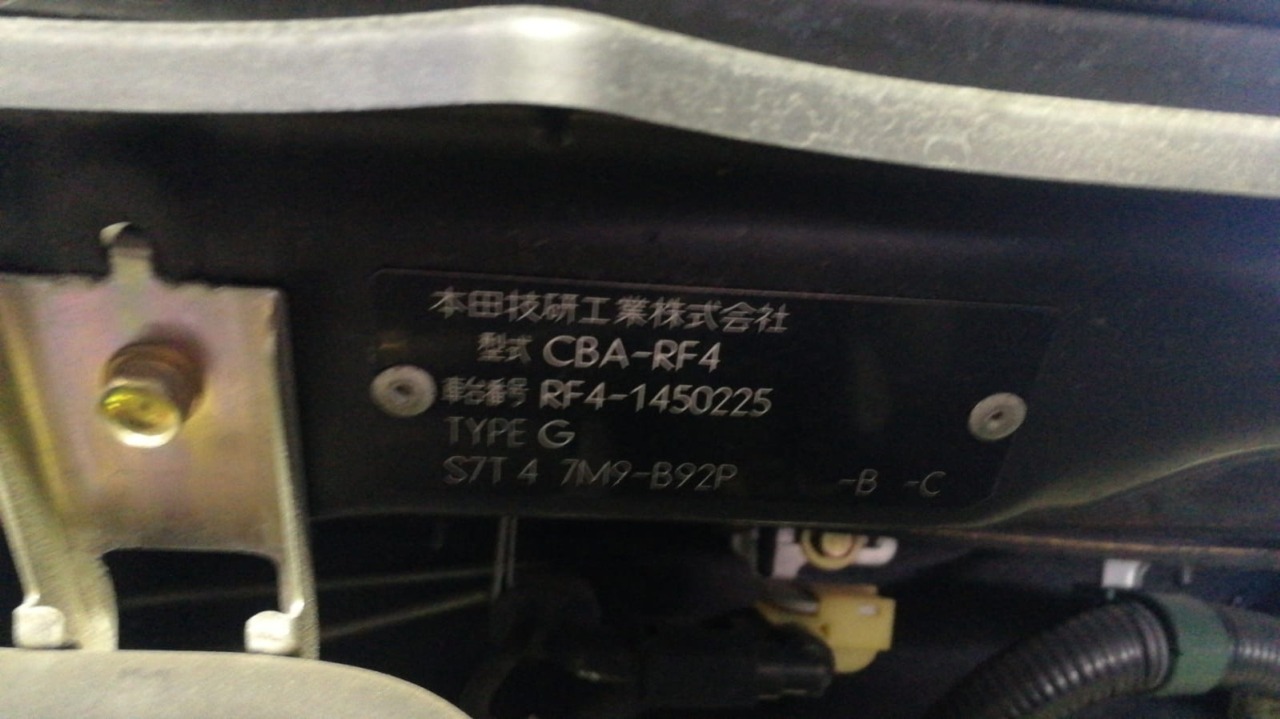 本田技研工業株式会社
型式 CBA-RF4
車台番号 RF4-1450225
TYPE G
S7T 4 7M9-B92P -B -C